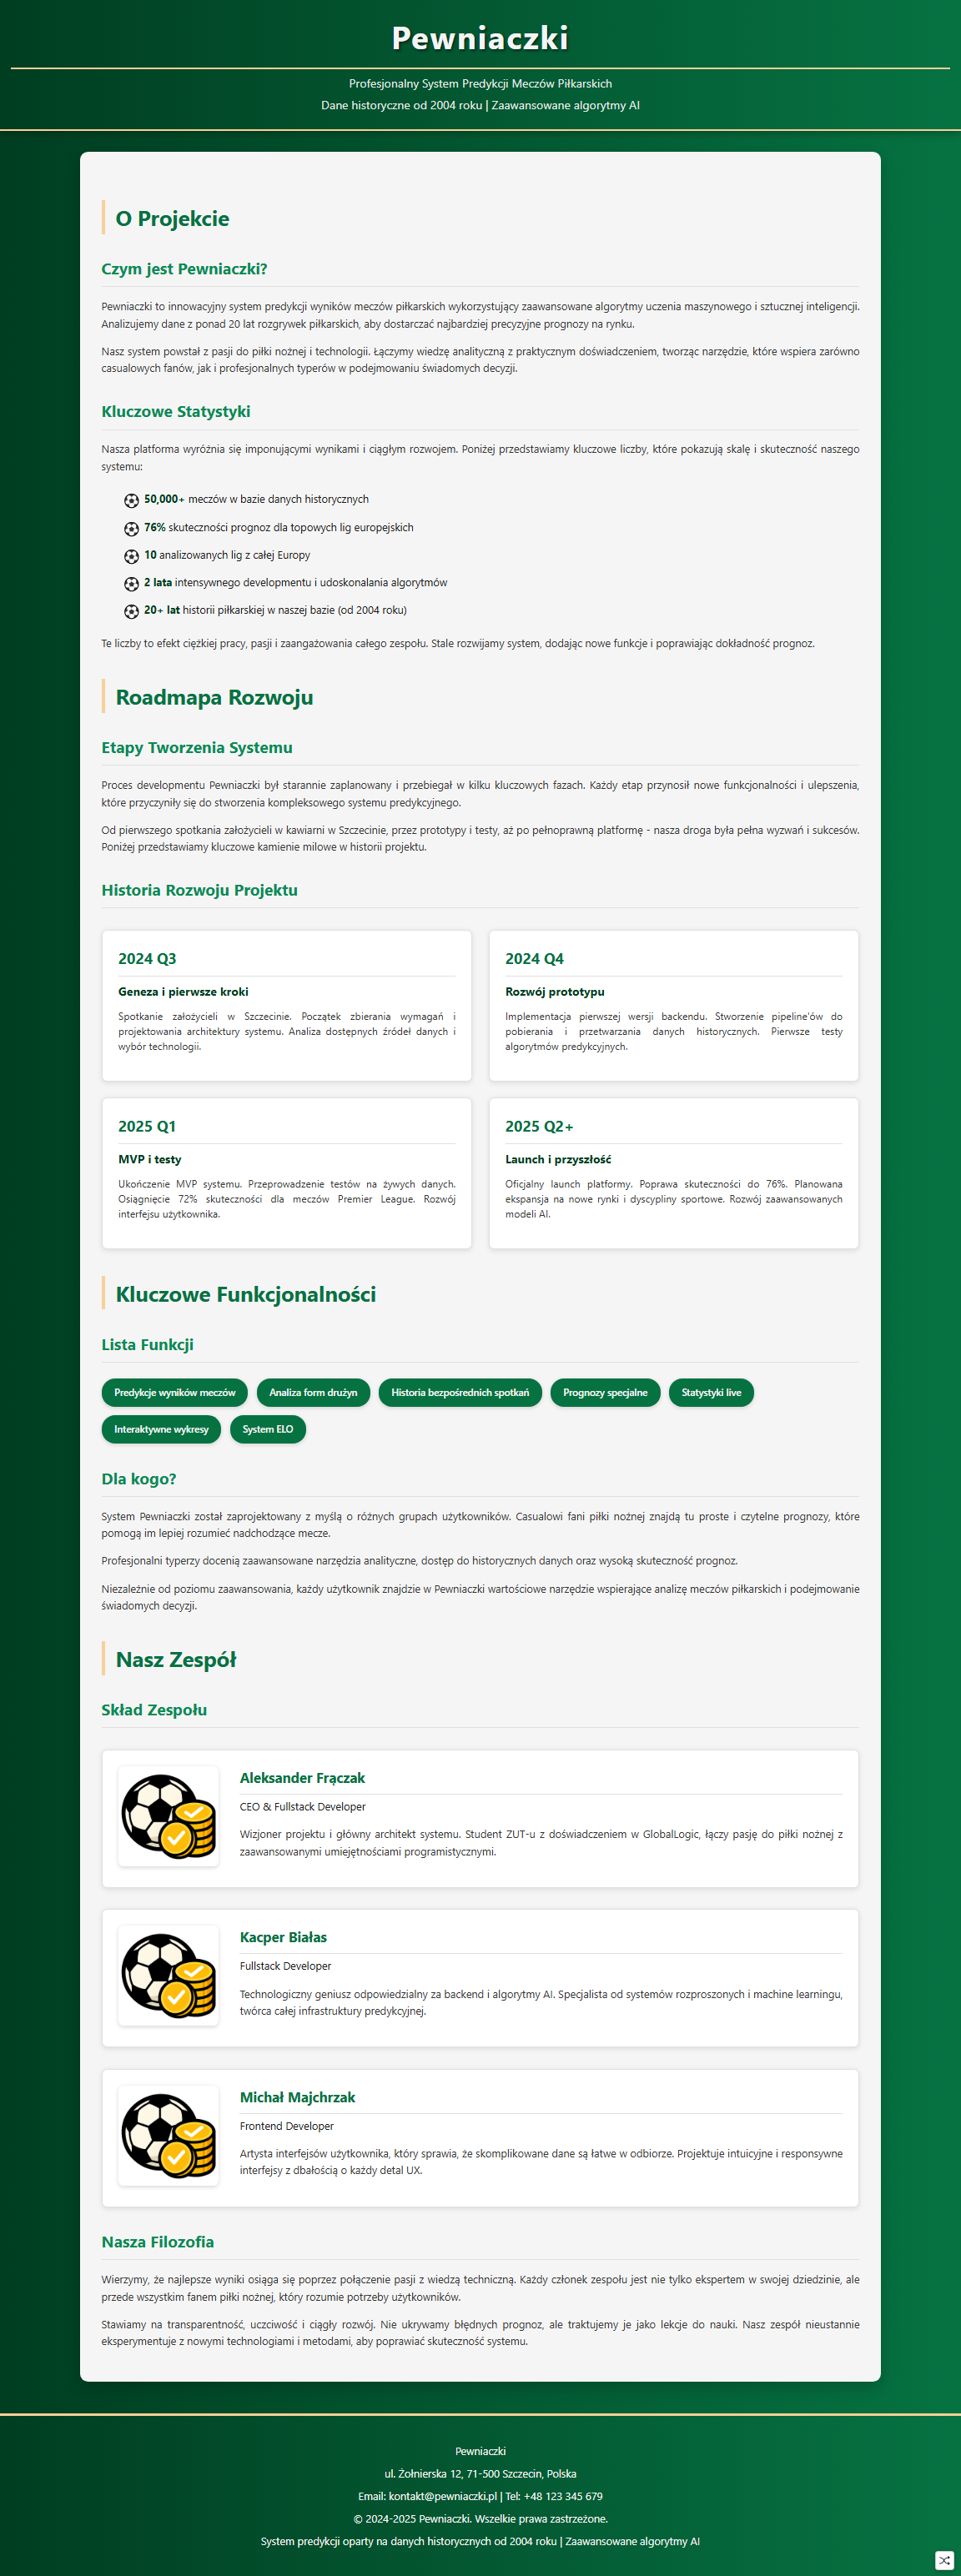 Pewniaczki
Profesjonalny System Predykcji Meczów Piłkarskich
Dane historyczne od 2004 roku | Zaawansowane algorytmy AI
O Projekcie
Czym jest Pewniaczki?
Pewniaczki to innowacyjny system predykcji wyników meczów piłkarskich wykorzystujący zaawansowane algorytmy uczenia maszynowego i sztucznej inteligencji.
Analizujemy dane z ponad 20 lat rozgrywek piłkarskich, aby dostarczać najbardziej precyzyjne prognozy na rynku.
Nasz system powstał z pasji do piłki nożnej i technologii. Łączymy wiedzę analityczną z praktycznym doświadczeniem, tworząc narzędzie, które wspiera zarówno
casualowych fanów, jak i profesjonalnych typerów w podejmowaniu świadomych decyzji.
Kluczowe Statystyki
Nasza platforma wyróżnia się imponującymi wynikami i ciągłym rozwojem. Poniżej przedstawiamy kluczowe liczby, które pokazują skalę i skuteczność naszego
systemu:
50,000+ meczów w bazie danych historycznych
76% skuteczności prognoz dla topowych lig europejskich
10 analizowanych lig z całej Europy
2 lata intensywnego developmentu i udoskonalania algorytmów
20+ lat historii piłkarskiej w naszej bazie (od 2004 roku)
Te liczby to efekt ciężkiej pracy, pasji i zaangażowania całego zespołu. Stale rozwijamy system, dodając nowe funkcje i poprawiając dokładność prognoz.
Roadmapa Rozwoju
Etapy Tworzenia Systemu
Proces developmentu Pewniaczki był starannie zaplanowany i przebiegał w kilku kluczowych fazach. Każdy etap przynosił nowe funkcjonalności i ulepszenia,
które przyczyniły się do stworzenia kompleksowego systemu predykcyjnego.
Od pierwszego spotkania założycieli w kawiarni w Szczecinie, przez prototypy i testy, aż po pełnoprawną platformę - nasza droga była pełna wyzwań i sukcesów.
Poniżej przedstawiamy kluczowe kamienie milowe w historii projektu.
Historia Rozwoju Projektu
2024 Q3
Geneza i pierwsze kroki
Spotkanie założycieli w Szczecinie. Początek zbierania wymagań i
projektowania architektury systemu. Analiza dostępnych źródeł danych i
wybór technologii.
2024 Q4
Rozwój prototypu
Implementacja pierwszej wersji backendu. Stworzenie pipeline'ów do
pobierania i przetwarzania danych historycznych. Pierwsze testy
algorytmów predykcyjnych.
2025 Q1
MVP i testy
Ukończenie MVP systemu. Przeprowadzenie testów na żywych danych.
Osiągnięcie 72% skuteczności dla meczów Premier League. Rozwój
interfejsu użytkownika.
2025 Q2+
Launch i przyszłość
Oficjalny launch platformy. Poprawa skuteczności do 76%. Planowana
ekspansja na nowe rynki i dyscypliny sportowe. Rozwój zaawansowanych
modeli AI.
Kluczowe Funkcjonalności
Lista Funkcji
Predykcje wyników meczów
Analiza form drużyn
Historia bezpośrednich spotkań
Prognozy specjalne
Statystyki live
Interaktywne wykresy
System ELO
Dla kogo?
System Pewniaczki został zaprojektowany z myślą o różnych grupach użytkowników. Casualowi fani piłki nożnej znajdą tu proste i czytelne prognozy, które
pomogą im lepiej rozumieć nadchodzące mecze.
Profesjonalni typerzy docenią zaawansowane narzędzia analityczne, dostęp do historycznych danych oraz wysoką skuteczność prognoz.
Niezależnie od poziomu zaawansowania, każdy użytkownik znajdzie w Pewniaczki wartościowe narzędzie wspierające analizę meczów piłkarskich i podejmowanie
świadomych decyzji.
Nasz Zespół
Skład Zespołu
Aleksander Frączak
CEO & Fullstack Developer
Wizjoner projektu i główny architekt systemu. Student ZUT-u z doświadczeniem w GlobalLogic, łączy pasję do piłki nożnej z
zaawansowanymi umiejętnościami programistycznymi.
Kacper Białas
Fullstack Developer
Technologiczny geniusz odpowiedzialny za backend i algorytmy AI. Specjalista od systemów rozproszonych i machine learningu,
twórca całej infrastruktury predykcyjnej.
Michał Majchrzak
Frontend Developer
Artysta interfejsów użytkownika, który sprawia, że skomplikowane dane są łatwe w odbiorze. Projektuje intuicyjne i responsywne
interfejsy z dbałością o każdy detal UX.
Nasza Filozofia
Wierzymy, że najlepsze wyniki osiąga się poprzez połączenie pasji z wiedzą techniczną. Każdy członek zespołu jest nie tylko ekspertem w swojej dziedzinie, ale
przede wszystkim fanem piłki nożnej, który rozumie potrzeby użytkowników.
Stawiamy na transparentność, uczciwość i ciągły rozwój. Nie ukrywamy błędnych prognoz, ale traktujemy je jako lekcje do nauki. Nasz zespół nieustannie
eksperymentuje z nowymi technologiami i metodami, aby poprawiać skuteczność systemu.
Pewniaczki
ul. Żołnierska 12, 71-500 Szczecin, Polska
Email: kontakt@pewniaczki.pl | Tel: +48 123 345 679
© 2024-2025 Pewniaczki. Wszelkie prawa zastrzeżone.
System predykcji oparty na danych historycznych od 2004 roku | Zaawansowane algorytmy AI